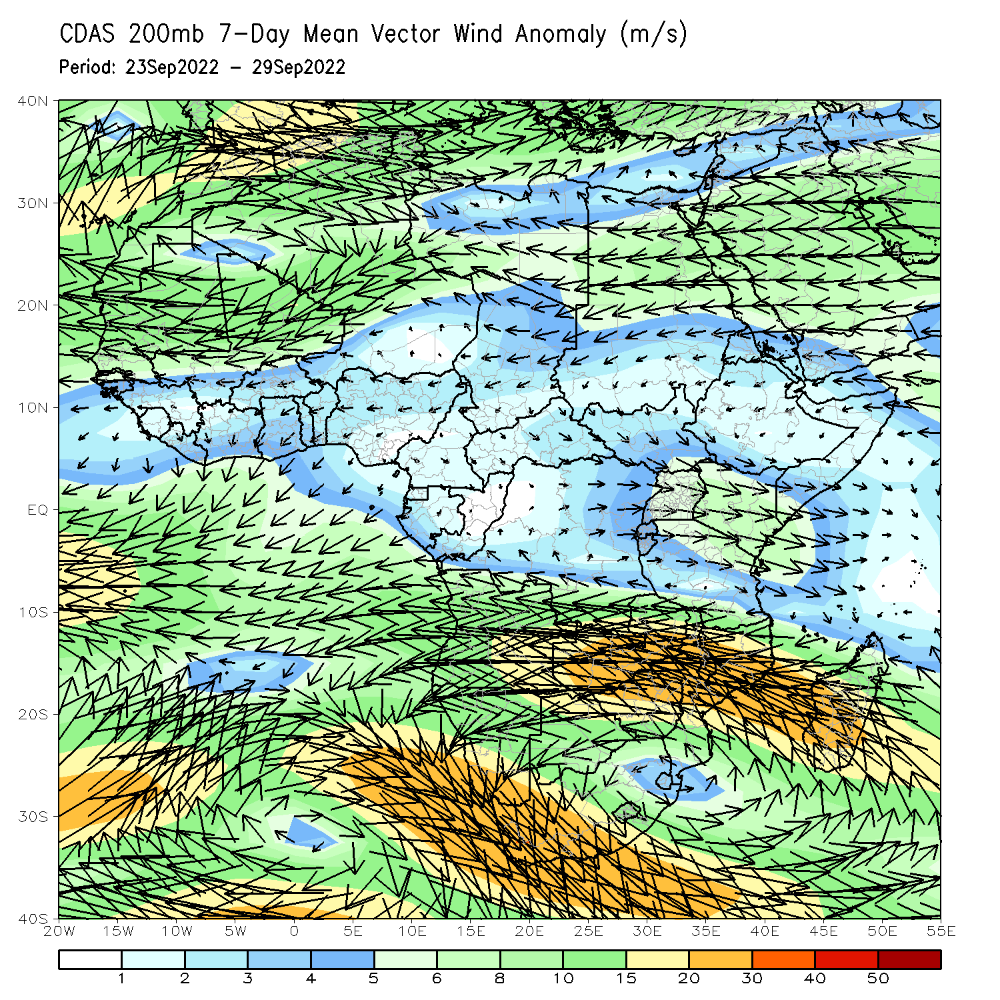 CDAS 200mb 7-Day Mean Vector Wind Anomaly (m/s)
Period: 23Sep2022 - 29Sep2022
40N
30N
20N
10N
EQ
10S
20S
30S
40S
20W 15W 10W 5W 0 5E 10E 15E 20E 25E 30E 35E 40E 45E 50E 55E
1 2 3 4 5 6 8 10 15 20 30 40 50